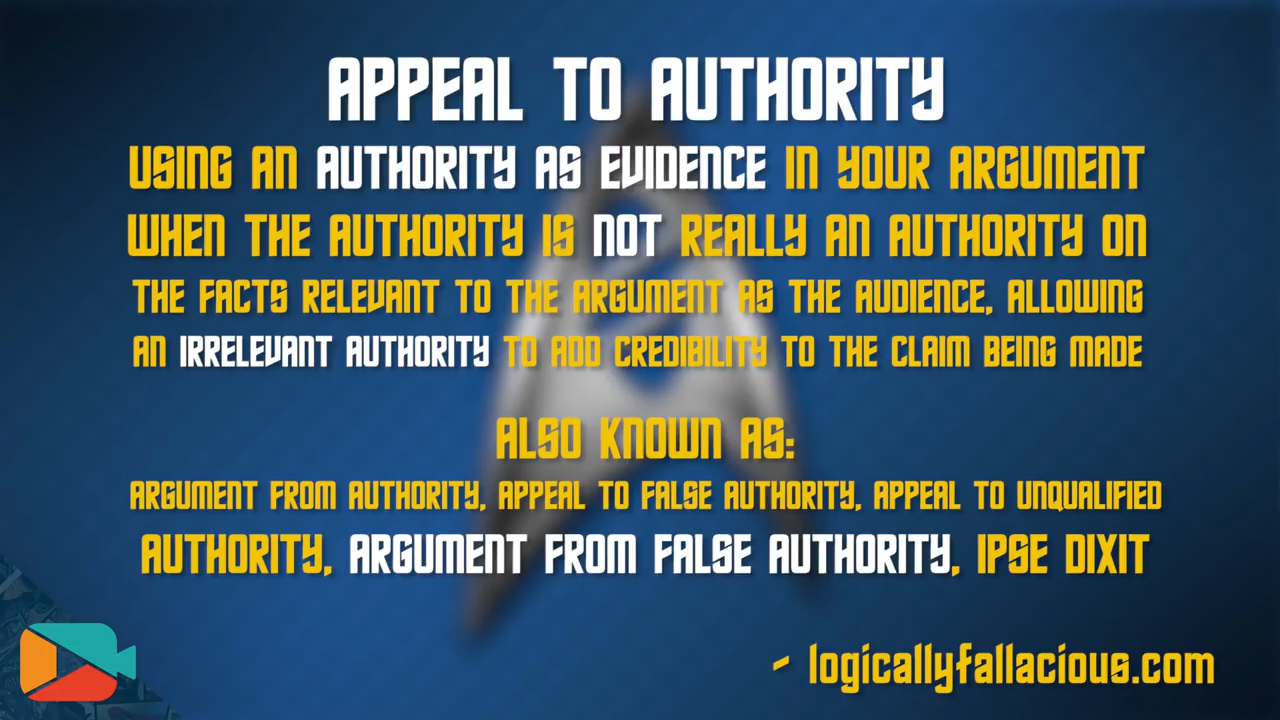 APPEAL TO AUTHORITY
USING AN AUTHORITY AS EVIDENCE IN YOUR ARGUMENT
WHEN THE AUTHORITY IS NOT REALLY AN AUTHORITY ON
THE FACTS RELEVANT TO THE ARGUMENT AS THE AUDIENCE, ALLOWING
AN IRRELEVANT AUTHORITY TO ADD CREDIBILITY TO THE CLAIM BEING MADE
ALSO KNOWN AS:
ARGUMENT FROM AUTHORITY, APPEAL TO FALSE AUTHORITY, APPEAL TO UNQUALIFIED
AUTHORITY, ARGUMENT FROM FALSE AUTHORITY, IPSE DIXIT
- logicallyfallacious.com